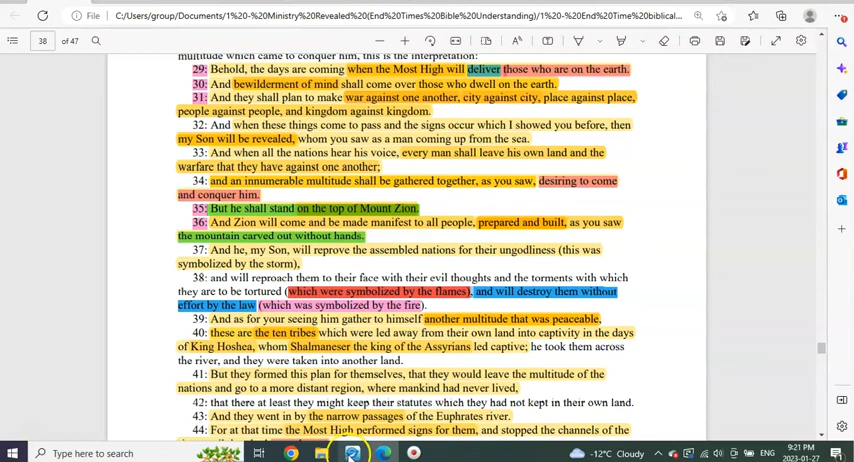 C:/Users/group/Documents/1%20-%20Ministry%20Revealed%20(End%20Times%20Bible%20Understanding)/1%20-%20End%20Time%20biblical...
38 of 47
multitude which came to conquer him, this is the interpretation:
29: Behold, the days are coming when the Most High will deliver those who are on the earth.
30: And bewilderment of mind shall come over those who dwell on the earth.
31: And they shall plan to make war against one another, city against city, place against place,
people against people, and kingdom against kingdom.
32: And when these things come to pass and the signs occur which I showed you before, then
my Son will be revealed, whom you saw as a man coming up from the sea.
33: And when all the nations hear his voice, every man shall leave his own land and the
warfare that they have against one another;
34: and an innumerable multitude shall be gathered together, as you saw, desiring to come
and conquer him.
35: But he shall stand on the top of Mount Zion.
36: And Zion will come and be made manifest to all people, prepared and built, as you saw
the mountain carved out without hands.
37: And he, my Son, will reprove the assembled nations for their ungodliness (this was
symbolized by the storm),
38: and will reproach them to their face with their evil thoughts and the torments with which
they are to be tortured (which were symbolized by the flames), and will destroy them without
effort by the law (which was symbolized by the fire).
39: And as for your seeing him gather to himself another multitude that was peaceable,
40: these are the ten tribes which were led away from their own land into captivity in the days
of King Hoshea, whom Shalmaneser the king of the Assyrians led captive; he took them across
the river, and they were taken into another land.
41: But they formed this plan for themselves, that they would leave the multitude of the
nations and go to a more distant region, where mankind had never lived,
42: that there at least they might keep their statutes which they had not kept in their own land.
43: And they went in by the narrow passages of the Euphrates river.
44: For at that time the Most High performed signs for them, and stopped the channels of the
Type here to search
-12°C Cloudy
ENG
9:21 PM
2023-01-27